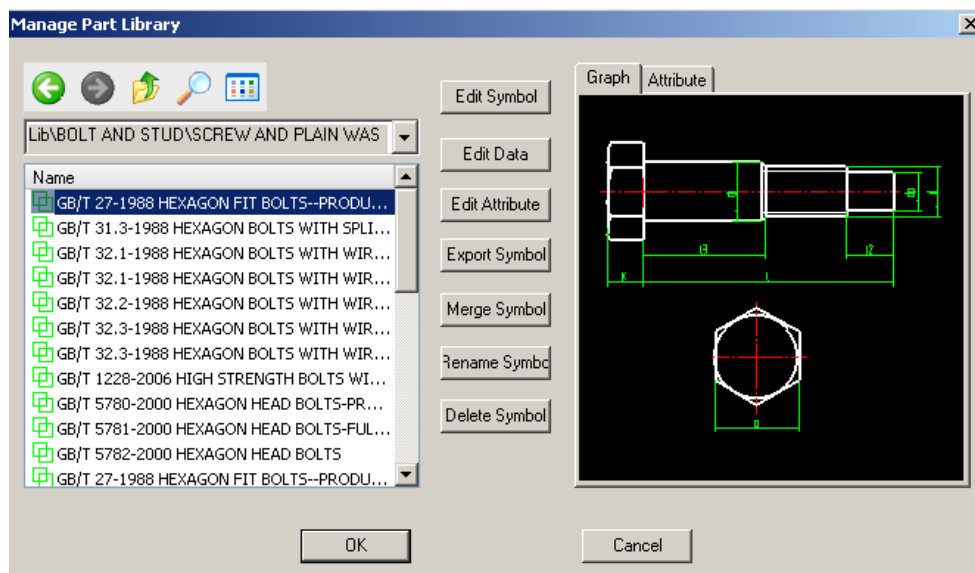 Manage Part Library
Lib\BOLT AND STUD\SCREW AND PLAIN WAS
Name
GB/T 27-1988 HEXAGON FIT BOLTS--PRODU...
GB/T 31.3-1988 HEXAGON BOLTS WITH SPLI...
GB/T 32.1-1988 HEXAGON BOLTS WITH WIR...
GB/T 32.1-1988 HEXAGON BOLTS WITH WIR...
GB/T 32.2-1988 HEXAGON BOLTS WITH WIR...
GB/T 32.3-1988 HEXAGON BOLTS WITH WIR...
GB/T 32.3-1988 HEXAGON BOLTS WITH WIR...
GB/T 1228-2006 HIGH STRENGTH BOLTS WI...
GB/T 5780-2000 HEXAGON HEAD BOLTS-PR...
GB/T 5781-2000 HEXAGON HEAD BOLTS-FUL...
GB/T 5782-2000 HEXAGON HEAD BOLTS
GB/T 27-1988 HEXAGON FIT BOLTS--PRODU...
Edit Symbol
Edit Data
Edit Attribute
Export Symbol
Merge Symbol
Rename Symbo
Delete Symbol
Graph
Attribute
l3
l2
K
L
OK
Cancel